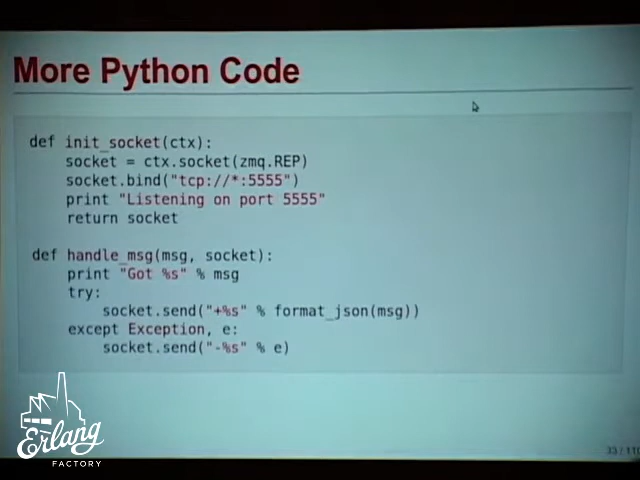 More Python Code
def init_socket(ctx):
    socket = ctx.socket(zmq.REP)
    socket.bind("tcp://*:5555")
    print "Listening on port 5555"
    return socket
def handle_msg(msg, socket):
    print "Got %s" % msg
    try:
        socket.send("+%s" % format_json(msg))
    except Exception, e:
        socket.send("-%s" % e)
Erlang
FACTORY
33 / 110